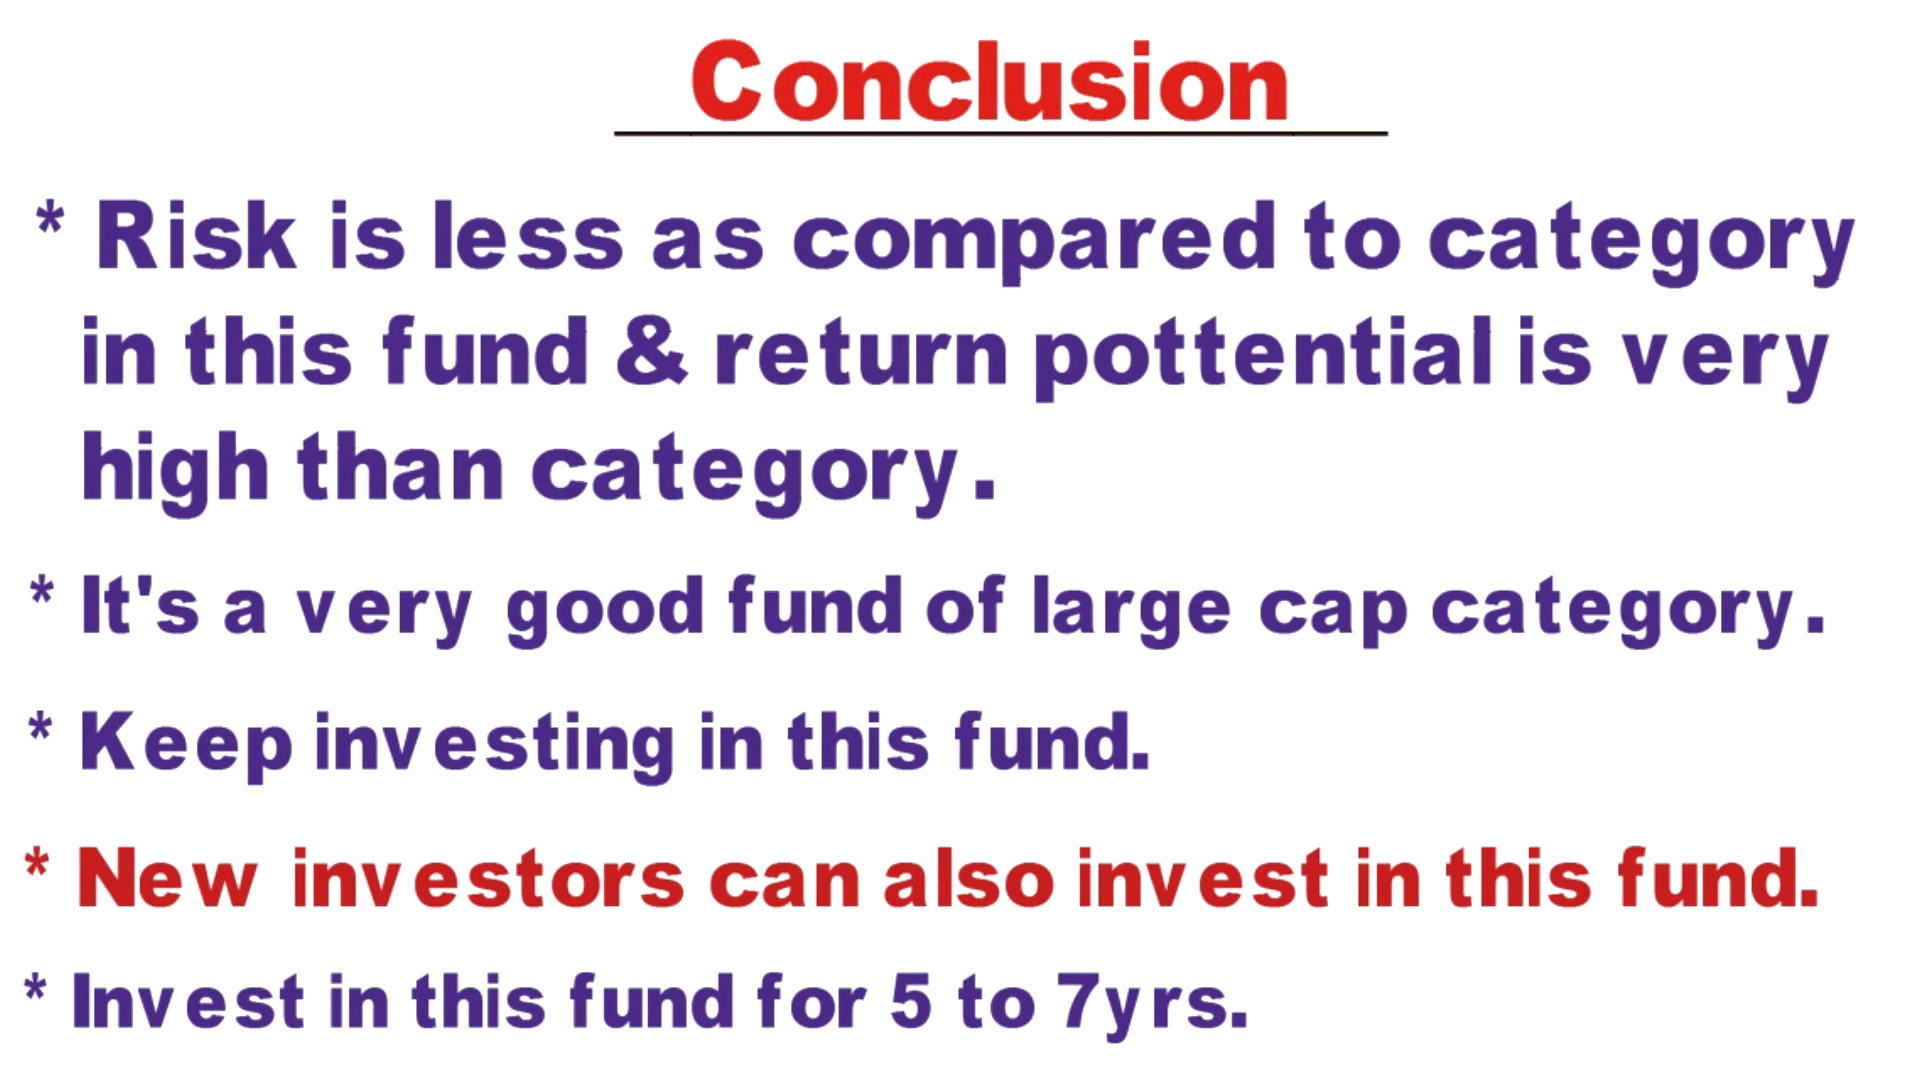 Conclusion
* Risk is less as compared to category
in this fund & return pottential is very
high than category.
* It's a very good fund of large cap category.
* Keep investing in this fund.
* New investors can also invest in this fund.
* Invest in this fund for 5 to 7yrs.